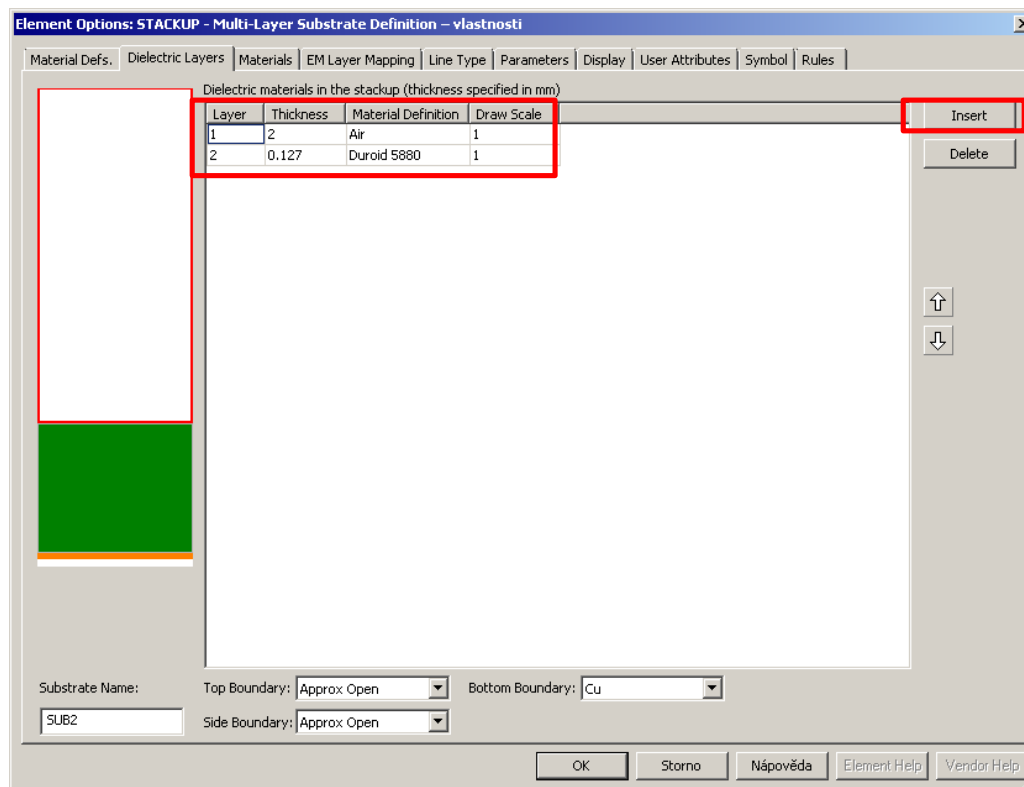 Element Options: STACKUP - Multi-Layer Substrate Definition – vlastnosti
Material Defs. Dielectric Layers Materials EM Layer Mapping Line Type Parameters Display User Attributes Symbol Rules
Dielectric materials in the stackup (thickness specified in mm)
Layer Thickness Material Definition Draw Scale
1 2 Air 1
2 0.127 Duroid 5880 1
Insert
Delete
Substrate Name: Top Boundary: Approx Open Bottom Boundary: Cu
SUB2 Side Boundary: Approx Open
OK Storno Nápověda Element Help Vendor Help